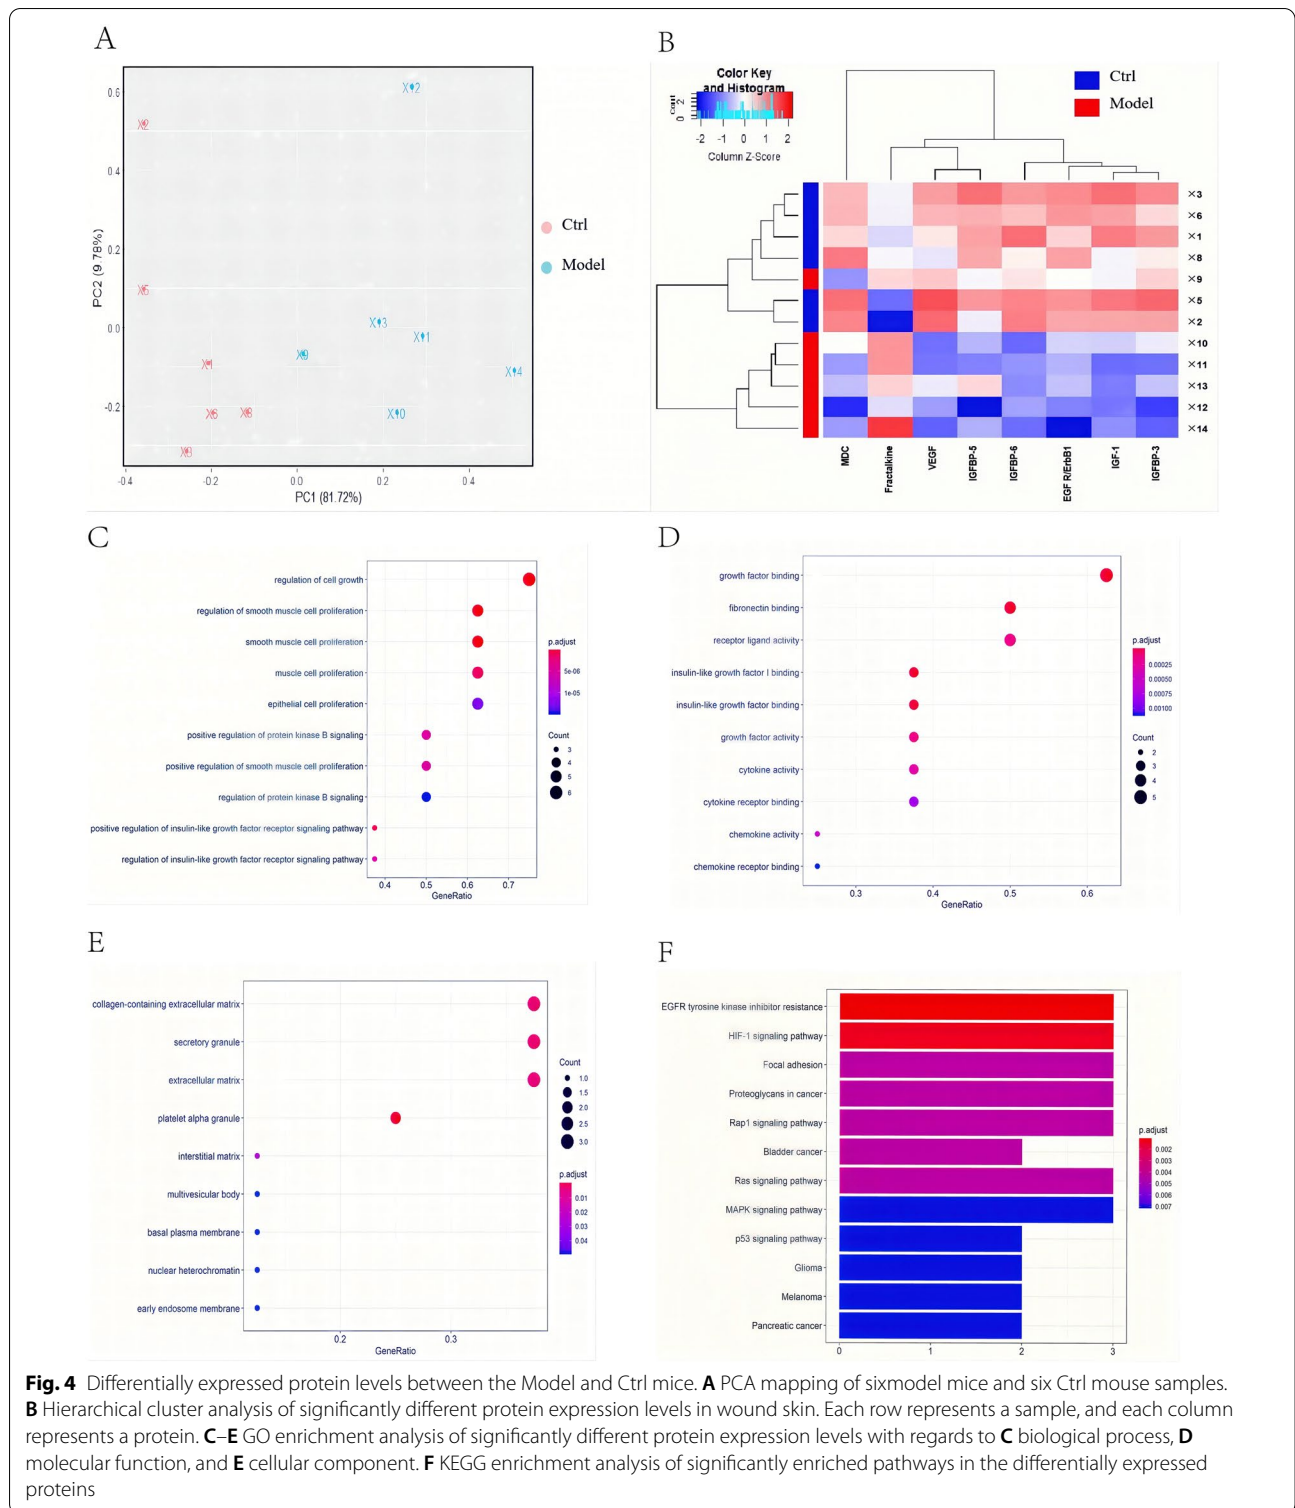 A
0.6
0.4
0.2
0.0
-0.2
-0.4
-0.2
0.0
0.2
0.4
PC2 (9.78%)
PC1 (81.72%)
X2
X5
X12
X13
X11
X14
X10
Ctrl
Model
B
Color Key
and Histogram
Count
0
2
-2
-1
0
1
2
Column Z-Score
Ctrl
Model
×3
×6
×1
×8
×9
×5
×2
×10
×11
×13
×12
×14
MDC
Fractalkine
VEGF
IGFBP-5
IGFBP-6
EGF R/ErbB1
IGF-1
IGFBP-3
C
regulation of cell growth
regulation of smooth muscle cell proliferation
smooth muscle cell proliferation
muscle cell proliferation
epithelial cell proliferation
positive regulation of protein kinase B signaling
positive regulation of smooth muscle cell proliferation
regulation of protein kinase B signaling
positive regulation of insulin-like growth factor receptor signaling pathway
regulation of insulin-like growth factor receptor signaling pathway
0.4
0.5
0.6
0.7
GeneRatio
p.adjust
5e-06
1e-05
Count
3
4
5
6
D
growth factor binding
fibronectin binding
receptor ligand activity
insulin-like growth factor I binding
insulin-like growth factor binding
growth factor activity
cytokine activity
cytokine receptor binding
chemokine activity
chemokine receptor binding
0.3
0.4
0.5
0.6
GeneRatio
p.adjust
0.00025
0.00050
0.00075
0.00100
Count
2
3
4
5
E
collagen-containing extracellular matrix
secretory granule
extracellular matrix
platelet alpha granule
interstitial matrix
multivesicular body
basal plasma membrane
nuclear heterochromatin
early endosome membrane
0.2
0.3
GeneRatio
Count
1.0
1.5
2.0
2.5
3.0
p.adjust
0.01
0.02
0.03
0.04
F
EGFR tyrosine kinase inhibitor resistance
HIF-1 signaling pathway
Focal adhesion
Proteoglycans in cancer
Rap1 signaling pathway
Bladder cancer
Ras signaling pathway
MAPK signaling pathway
p53 signaling pathway
Glioma
Melanoma
Pancreatic cancer
0
1
2
3
p.adjust
0.002
0.003
0.004
0.005
0.006
0.007
Fig. 4 Differentially expressed protein levels between the Model and Ctrl mice. A PCA mapping of sixmodel mice and six Ctrl mouse samples.
B Hierarchical cluster analysis of significantly different protein expression levels in wound skin. Each row represents a sample, and each column
represents a protein. C–E GO enrichment analysis of significantly different protein expression levels with regards to C biological process, D
molecular function, and E cellular component. F KEGG enrichment analysis of significantly enriched pathways in the differentially expressed
proteins